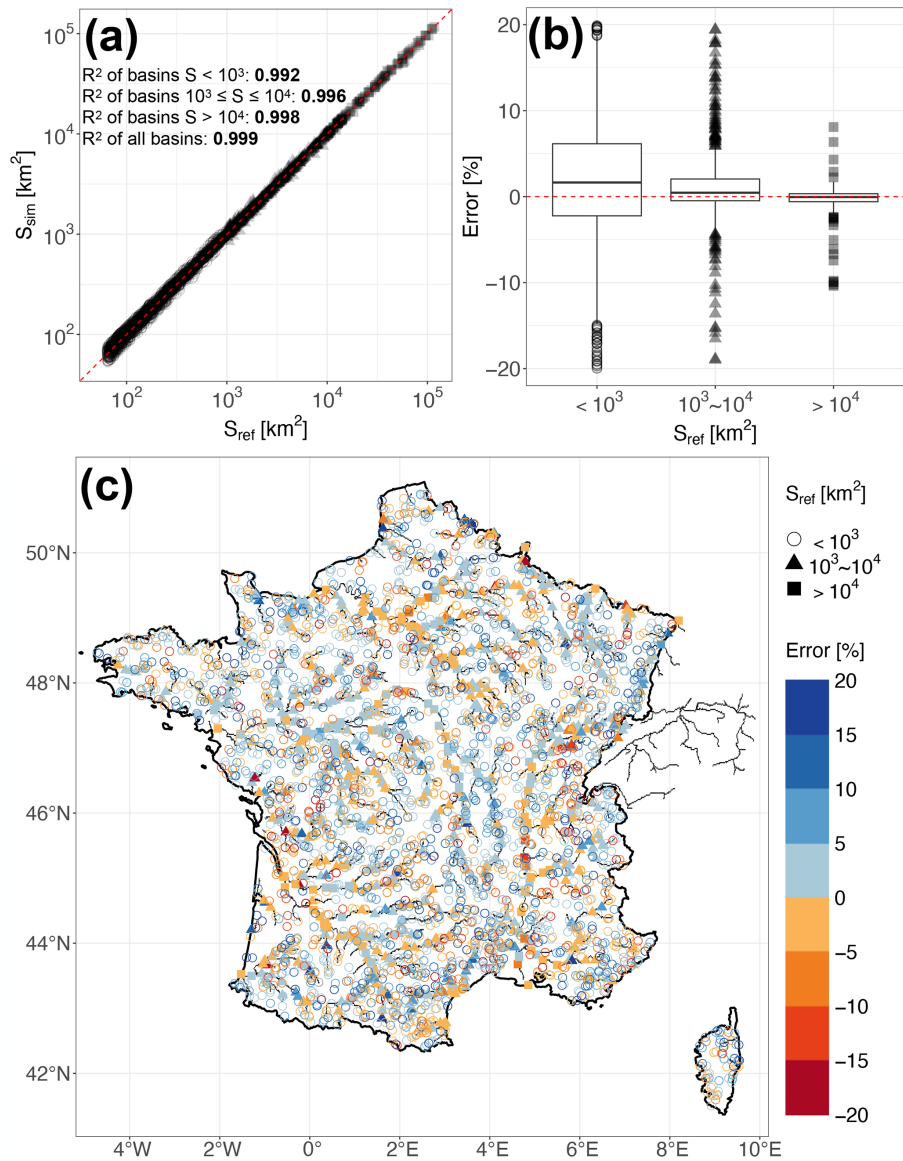 (a)
R² of basins S < 10³: 0.992
R² of basins 10³ ≤ S ≤ 10⁴: 0.996
R² of basins S > 10⁴: 0.998
R² of all basins: 0.999
S_sim [km²]
10⁵
10⁴
10³
10²
10² 10³ 10⁴ 10⁵
S_ref [km²]
(b)
Error [%]
20
10
0
−10
−20
< 10³ 10³~10⁴ > 10⁴
S_ref [km²]
(c)
50°N
48°N
46°N
44°N
42°N
4°W 2°W 0° 2°E 4°E 6°E 8°E 10°E
S_ref [km²]
< 10³
10³~10⁴
> 10⁴
Error [%]
20
15
10
5
0
−5
−10
−15
−20